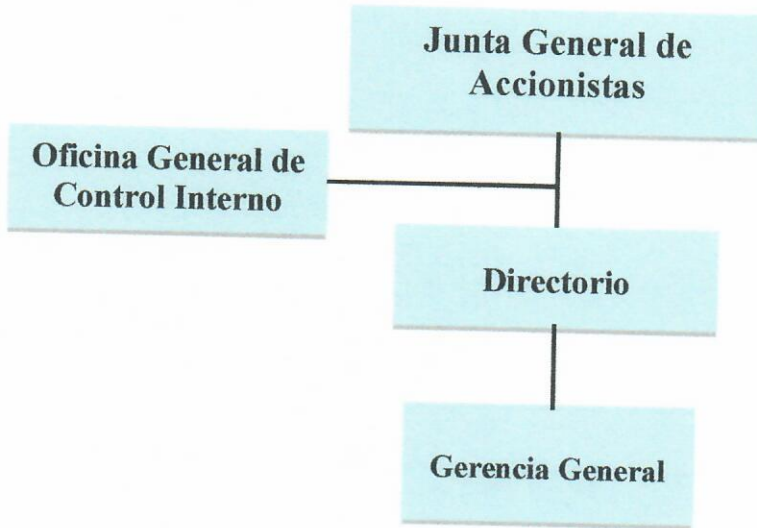 Junta General de
Accionistas
Oficina General de
Control Interno
Directorio
Gerencia General